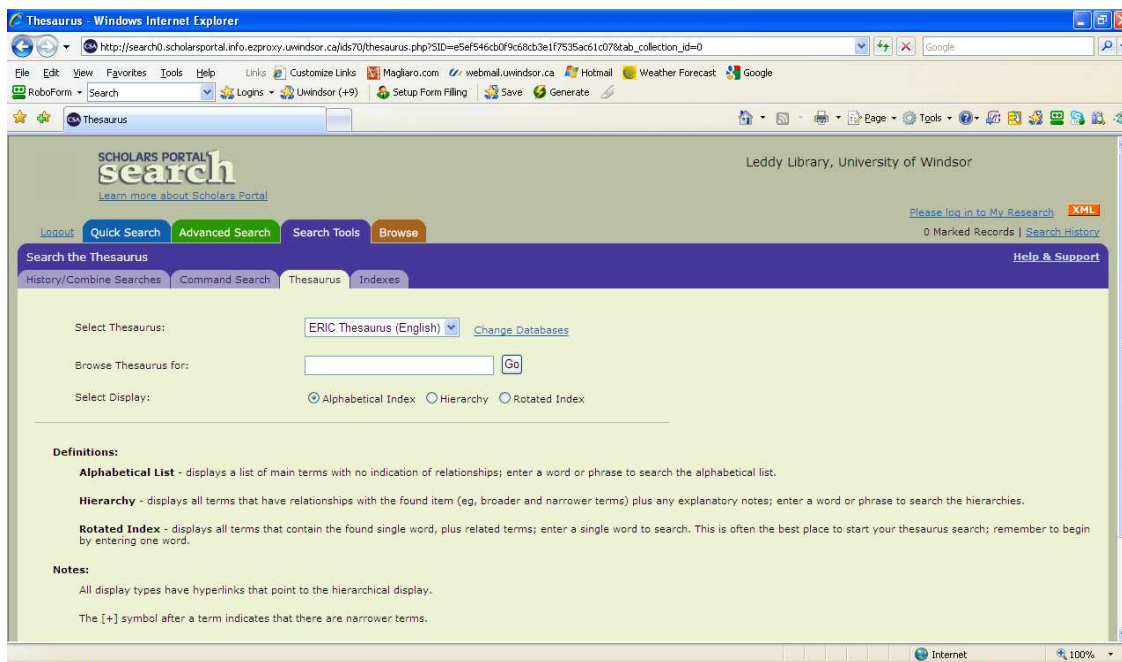 Thesaurus - Windows Internet Explorer
http://search0.scholarsportal.info.ezproxy.uwindsor.ca/ids70/thesaurus.php?SID=e5ef546cb0f9c68cb3e1f7535ac61c07&tab_collection_id=0
Google
File Edit View Favorites Tools Help Links Customize Links Magliaro.com webmail.uwindsor.ca Hotmail Weather Forecast Google
RoboForm Search Logins Uwindsor (+9) Setup Form Filling Save Generate
Thesaurus Page Tools
SCHOLARS PORTAL
search
Learn more about Scholars Portal
Leddy Library, University of Windsor
Please log in to My Research XML
Logout Quick Search Advanced Search Search Tools Browse 0 Marked Records | Search History
Search the Thesaurus Help & Support
History/Combine Searches Command Search Thesaurus Indexes
Select Thesaurus: ERIC Thesaurus (English) Change Databases
Browse Thesaurus for: Go
Select Display: Alphabetical Index Hierarchy Rotated Index
Definitions:
Alphabetical List - displays a list of main terms with no indication of relationships; enter a word or phrase to search the alphabetical list.
Hierarchy - displays all terms that have relationships with the found item (eg, broader and narrower terms) plus any explanatory notes; enter a word or phrase to search the hierarchies.
Rotated Index - displays all terms that contain the found single word, plus related terms; enter a single word to search. This is often the best place to start your thesaurus search; remember to begin
by entering one word.
Notes:
All display types have hyperlinks that point to the hierarchical display.
The [+] symbol after a term indicates that there are narrower terms.
Internet 100%